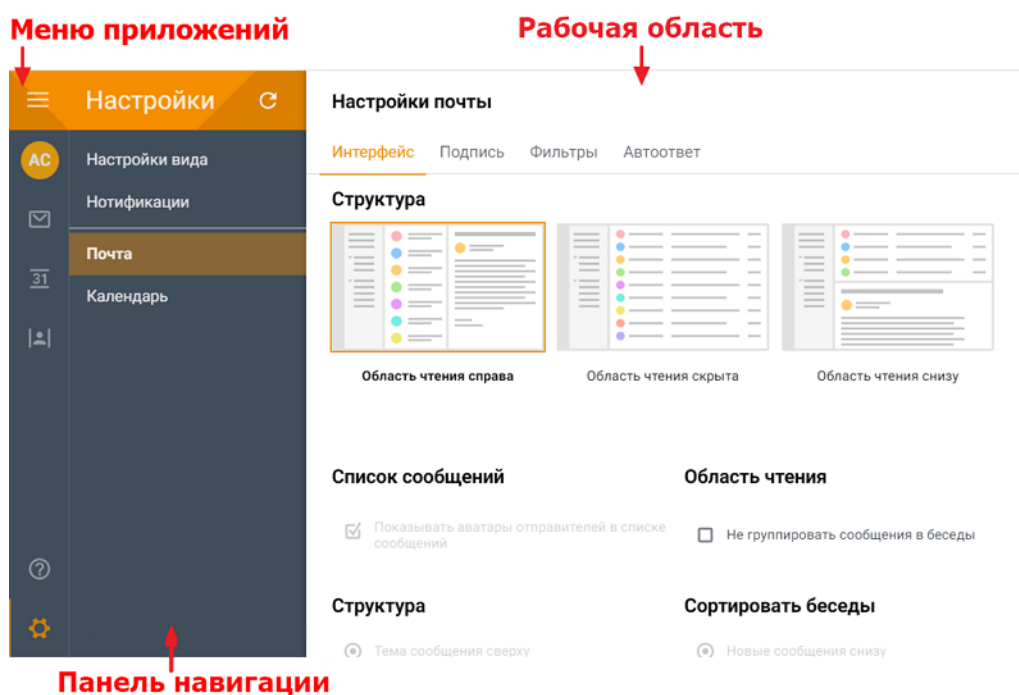 Меню приложений
Рабочая область
Настройки
Настройки почты
АС
Настройки вида
Нотификации
Почта
31
Календарь
Интерфейс Подпись Фильтры Автоответ
Структура
Область чтения справа
Область чтения скрыта
Область чтения снизу
Список сообщений
Показывать аватары отправителей в списке
сообщений
Область чтения
Не группировать сообщения в беседы
Структура
Тема сообщения сверху
Сортировать беседы
Новые сообщения снизу
Панель навигации